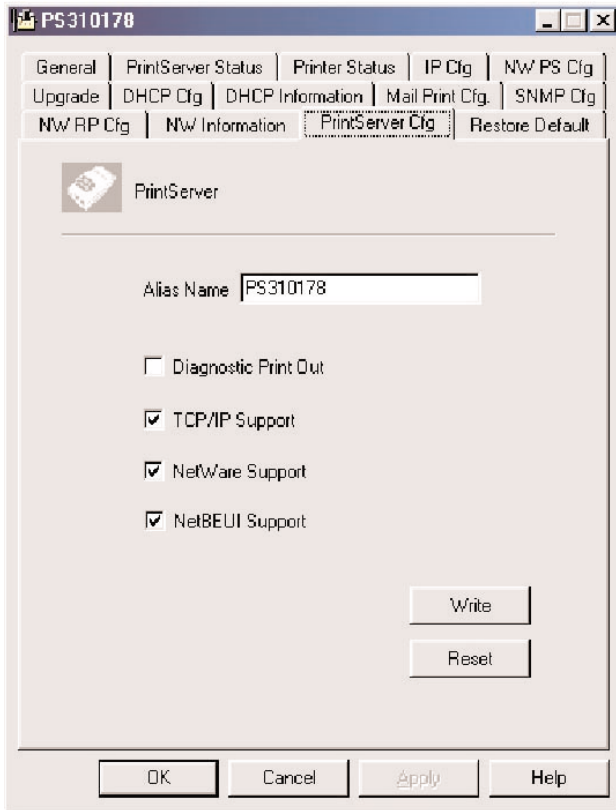 PS310178
General PrintServer Status Printer Status IP Cfg NW PS Cfg
Upgrade DHCP Cfg DHCP Information Mail Print Cfg. SNMP Cfg
NW RP Cfg NW Information PrintServer Cfg Restore Default
PrintServer
Alias Name PS310178
Diagnostic Print Out
TCP/IP Support
NetWare Support
NetBEUI Support
Write
Reset
OK Cancel Apply Help